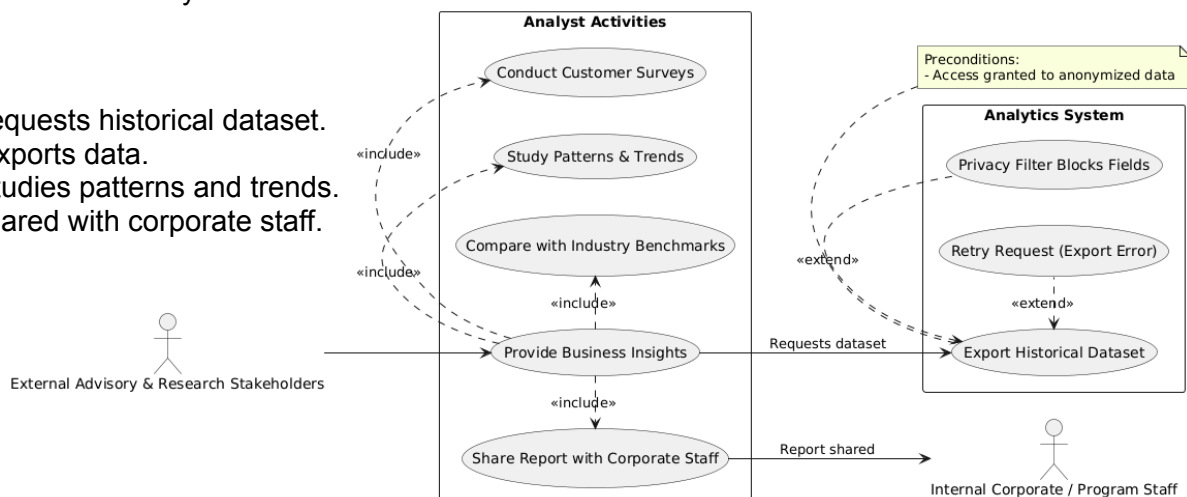 equests historical dataset.
xports data.
tudies patterns and trends.
ared with corporate staff.
Analyst Activities
Conduct Customer Surveys
«include»
Study Patterns & Trends
Compare with Industry Benchmarks
«include»
«include»
Provide Business Insights
External Advisory & Research Stakeholders
«include»
Share Report with Corporate Staff
Requests dataset
Report shared
Preconditions:
- Access granted to anonymized data
Analytics System
Privacy Filter Blocks Fields
«extend»
Retry Request (Export Error)
«extend»
Export Historical Dataset
Internal Corporate / Program Staff